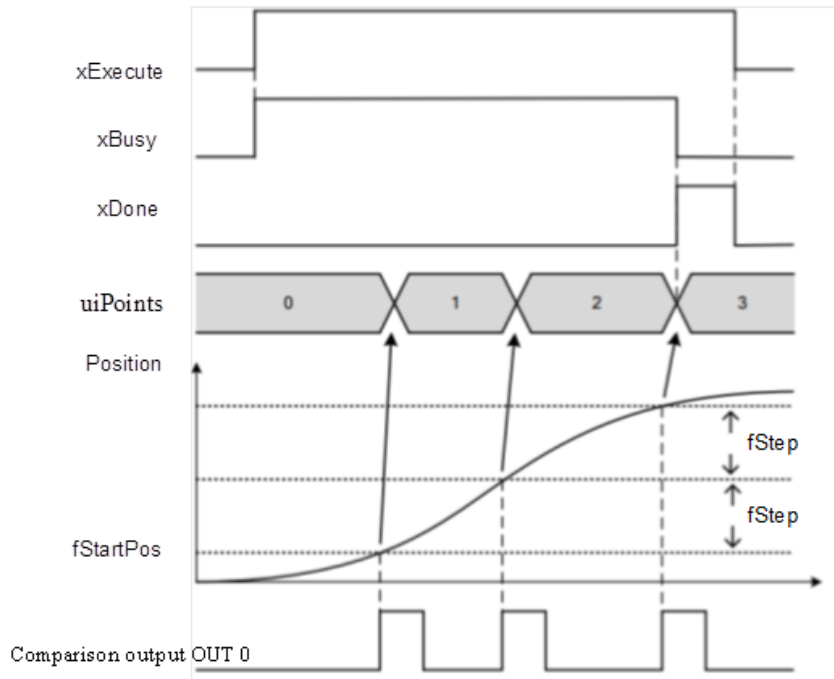 xExecute
xBusy
xDone
uiPoints
0
1
2
3
Position
fStep
fStep
fStartPos
Comparison output OUT 0